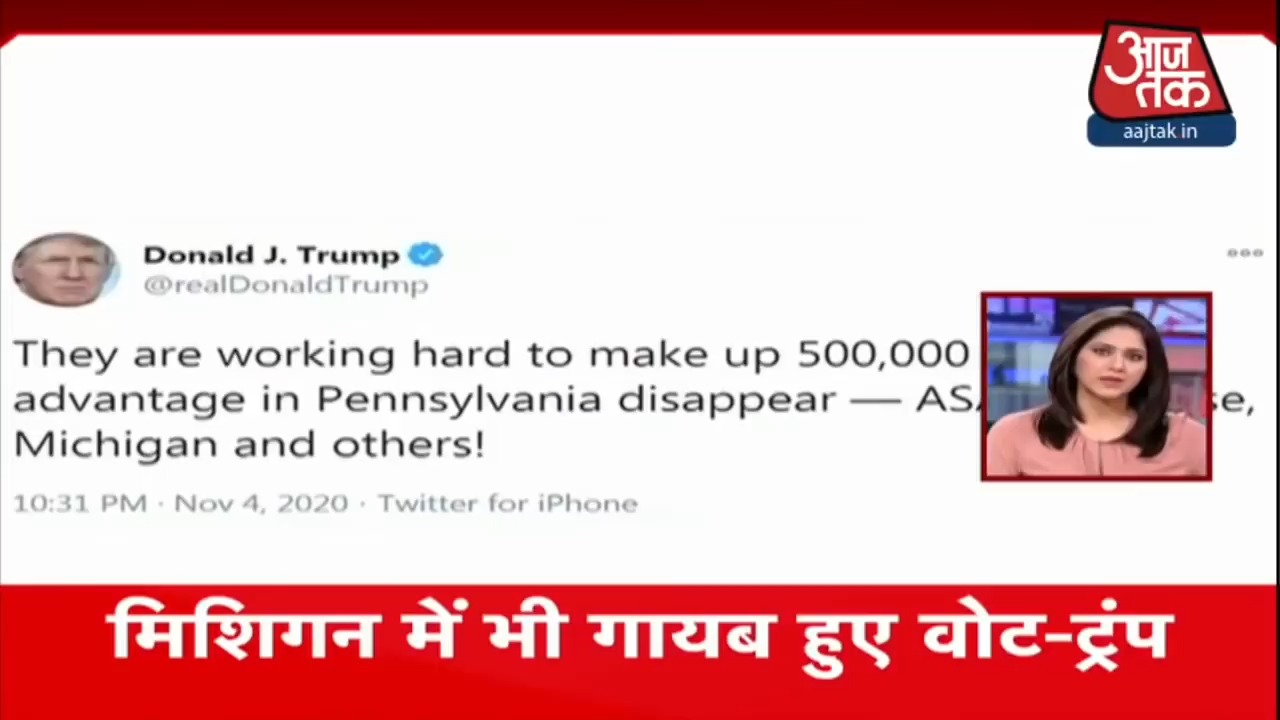 आज
तक
aajtak.in
Donald J. Trump
@realDonaldTrump
They are working hard to make up 500,000
advantage in Pennsylvania disappear —
Michigan and others!
10:31 PM · Nov 4, 2020 · Twitter for iPhone
मिशिगन में भी गायब हुए वोट-ट्रंप